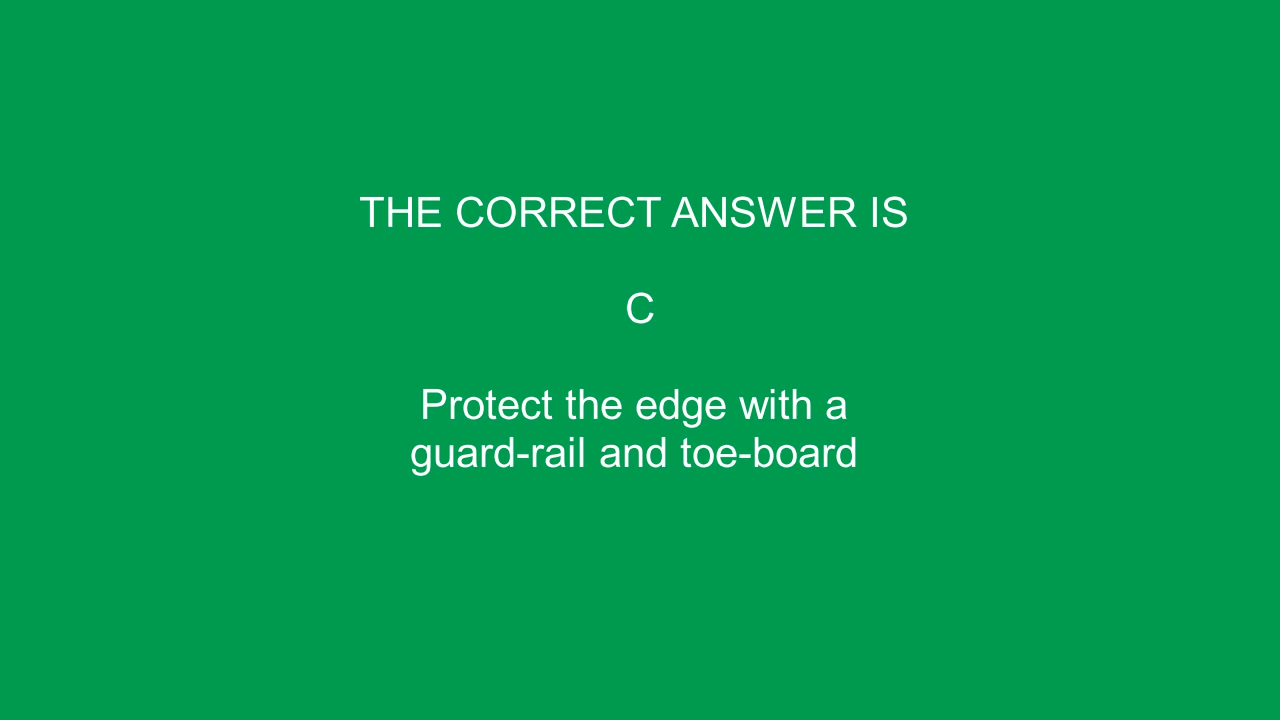 THE CORRECT ANSWER IS
C
Protect the edge with a
guard-rail and toe-board